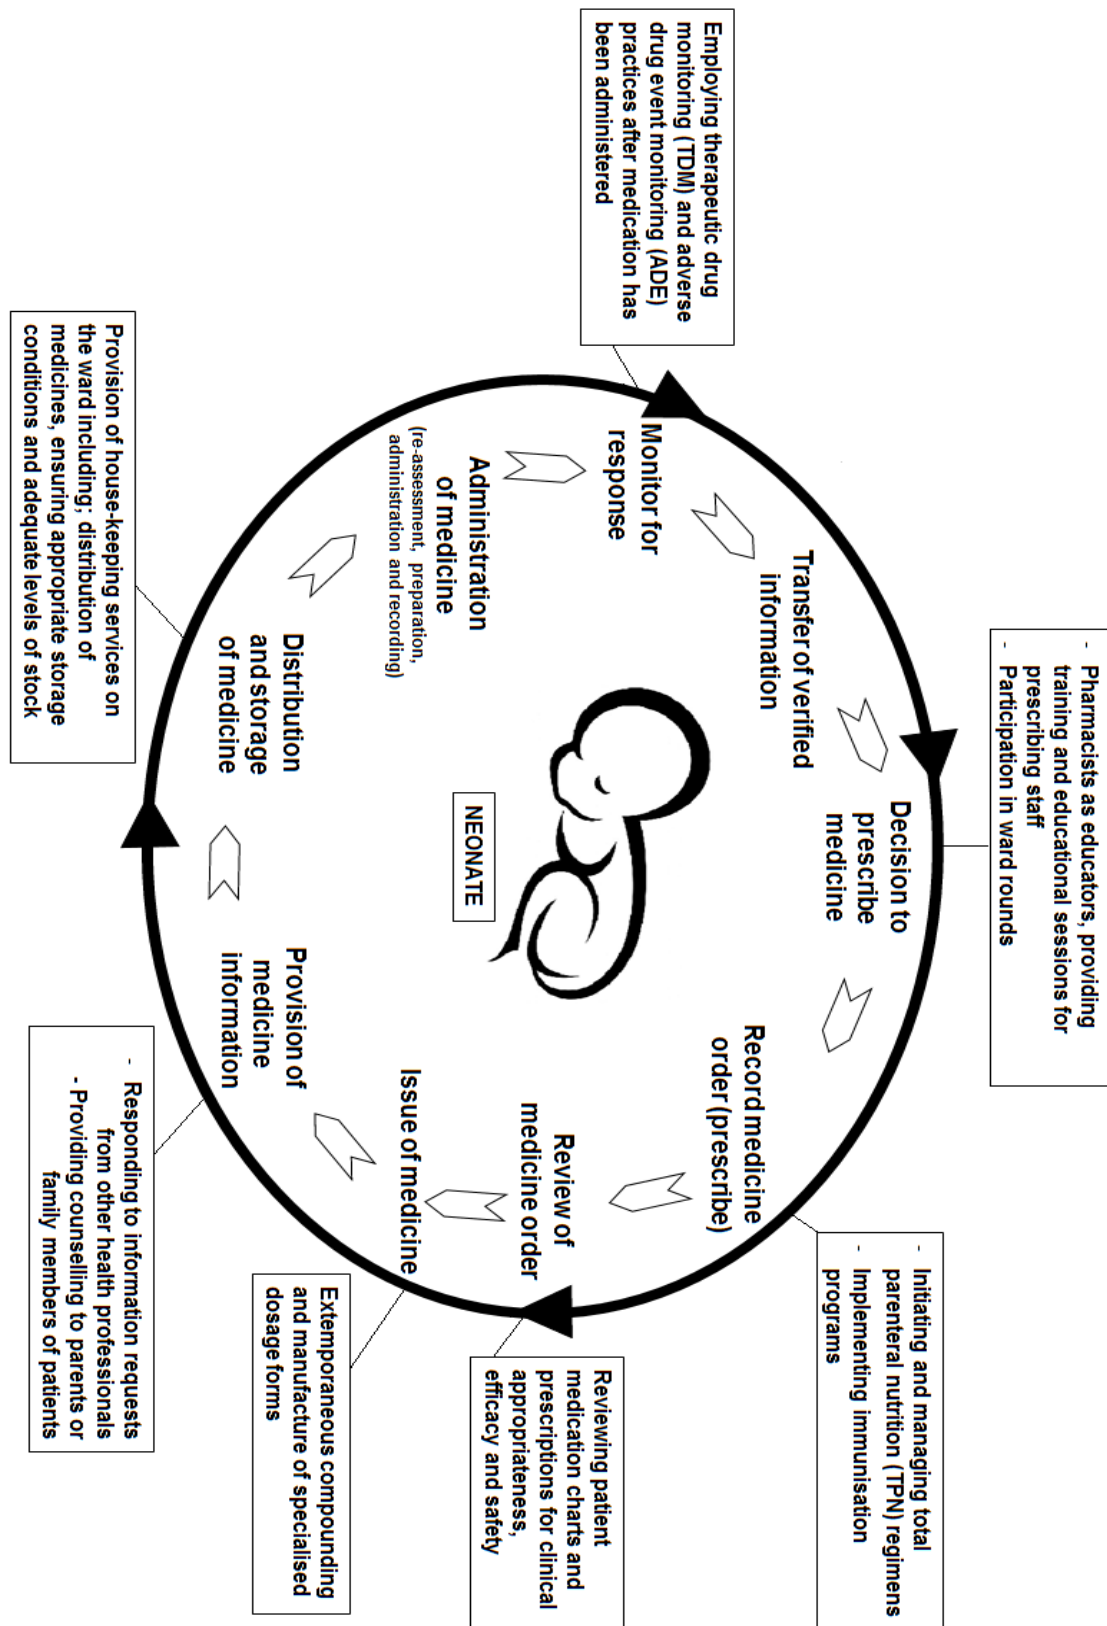 Employing therapeutic drug
monitoring (TDM) and adverse
drug event monitoring (ADE)
practices after medication has
been administered
- Pharmacists as educators, providing
training and educational sessions for
prescribing staff
- Participation in ward rounds
- Initiating and managing total
parenteral nutrition (TPN) regimens
- Implementing immunisation
programs
Monitor for
response
Transfer of verified
information
Decision to
prescribe
medicine
Record medicine
order (prescribe)
Review of
medicine order
Issue of medicine
Provision of
medicine
information
Distribution
and storage
of medicine
Administration
of medicine
(re-assessment, preparation,
administration and recording)
NEONATE
Reviewing patient
medication charts and
prescriptions for clinical
appropriateness,
efficacy and safety
Extemporaneous compounding
and manufacture of specialised
dosage forms
- Responding to information requests
from other health professionals
- Providing counselling to parents or
family members of patients
Provision of house-keeping services on
the ward including; distribution of
medicines, ensuring appropriate storage
conditions and adequate levels of stock